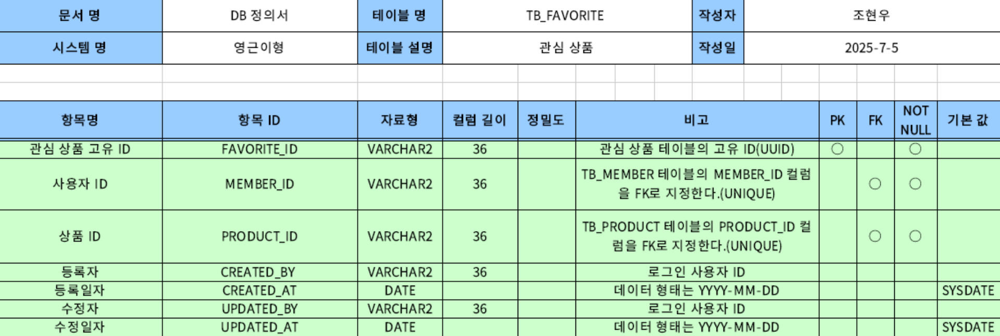 문서 명 DB 정의서 테이블 명 TB_FAVORITE 작성자 조현우
시스템 명 영근이형 테이블 설명 관심 상품 작성일 2025-7-5
항목명 항목 ID 자료형 컬럼 길이 정밀도 비고 PK FK NOT NULL 기본 값
관심 상품 고유 ID FAVORITE_ID VARCHAR2 36 관심 상품 테이블의 고유 ID(UUID) ○ ○
사용자 ID MEMBER_ID VARCHAR2 36 TB_MEMBER 테이블의 MEMBER_ID 컬럼
을 FK로 지정한다.(UNIQUE) ○ ○
상품 ID PRODUCT_ID VARCHAR2 36 TB_PRODUCT 테이블의 PRODUCT_ID 컬
럼을 FK로 지정한다.(UNIQUE) ○ ○
등록자 CREATED_BY VARCHAR2 36 로그인 사용자 ID
등록일자 CREATED_AT DATE 데이터 형태는 YYYY-MM-DD SYSDATE
수정자 UPDATED_BY VARCHAR2 36 로그인 사용자 ID
수정일자 UPDATED_AT DATE 데이터 형태는 YYYY-MM-DD SYSDATE